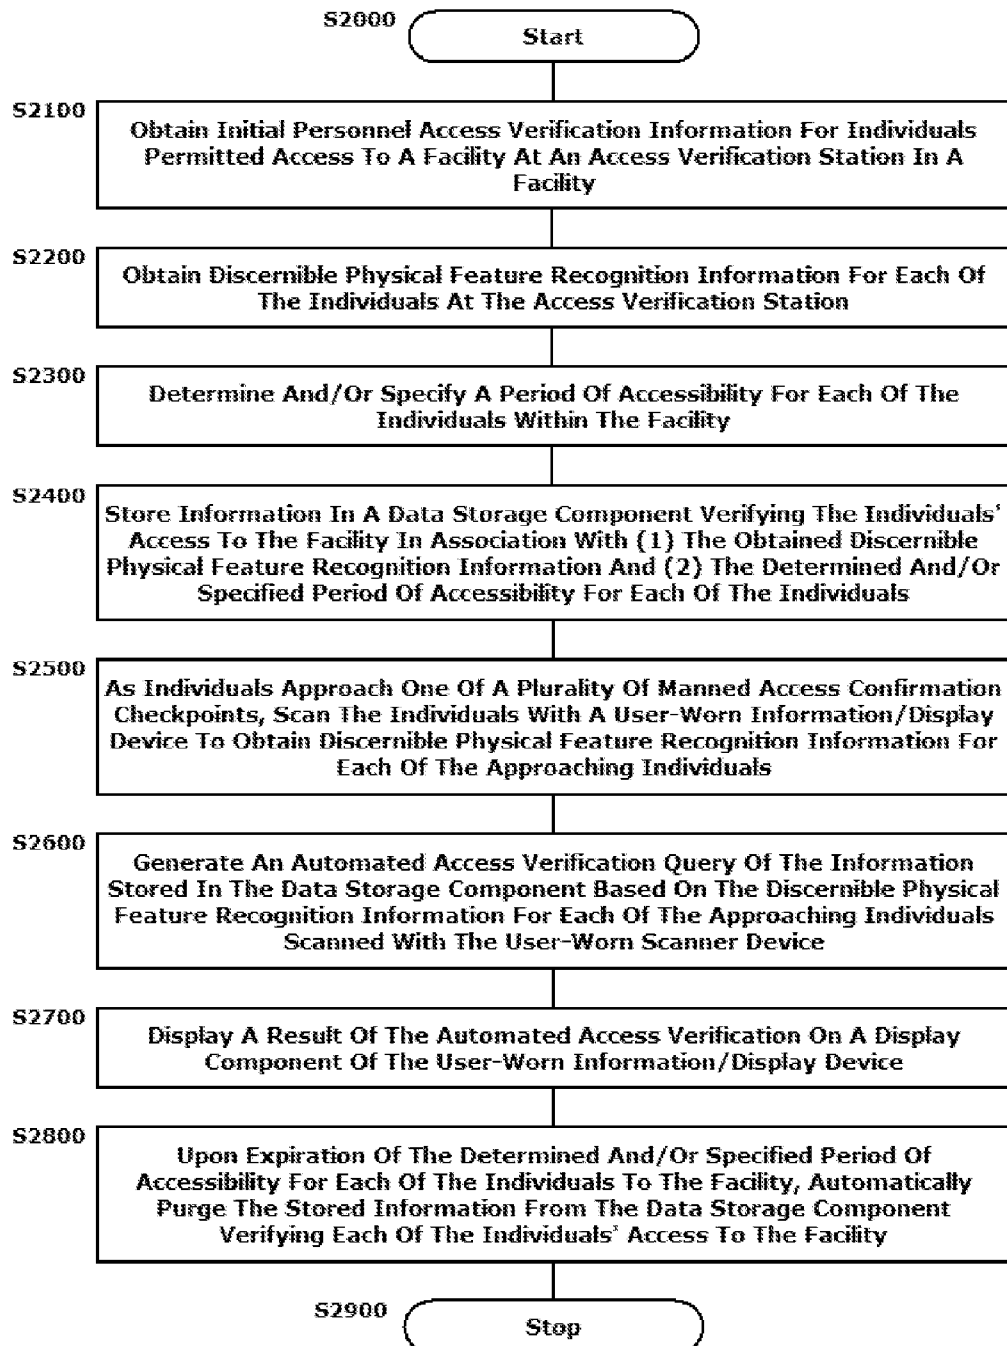 S2000
Start
S2100
Obtain Initial Personnel Access Verification Information For Individuals
Permitted Access To A Facility At An Access Verification Station In A
Facility
S2200
Obtain Discernible Physical Feature Recognition Information For Each Of
The Individuals At The Access Verification Station
S2300
Determine And/Or Specify A Period Of Accessibility For Each Of The
Individuals Within The Facility
S2400
Store Information In A Data Storage Component Verifying The Individuals'
Access To The Facility In Association With (1) The Obtained Discernible
Physical Feature Recognition Information And (2) The Determined And/Or
Specified Period Of Accessibility For Each Of The Individuals
S2500
As Individuals Approach One Of A Plurality Of Manned Access Confirmation
Checkpoints, Scan The Individuals With A User-Worn Information/Display
Device To Obtain Discernible Physical Feature Recognition Information For
Each Of The Approaching Individuals
S2600
Generate An Automated Access Verification Query Of The Information
Stored In The Data Storage Component Based On The Discernible Physical
Feature Recognition Information For Each Of The Approaching Individuals
Scanned With The User-Worn Scanner Device
S2700
Display A Result Of The Automated Access Verification On A Display
Component Of The User-Worn Information/Display Device
S2800
Upon Expiration Of The Determined And/Or Specified Period Of
Accessibility For Each Of The Individuals To The Facility, Automatically
Purge The Stored Information From The Data Storage Component
Verifying Each Of The Individuals' Access To The Facility
S2900
Stop